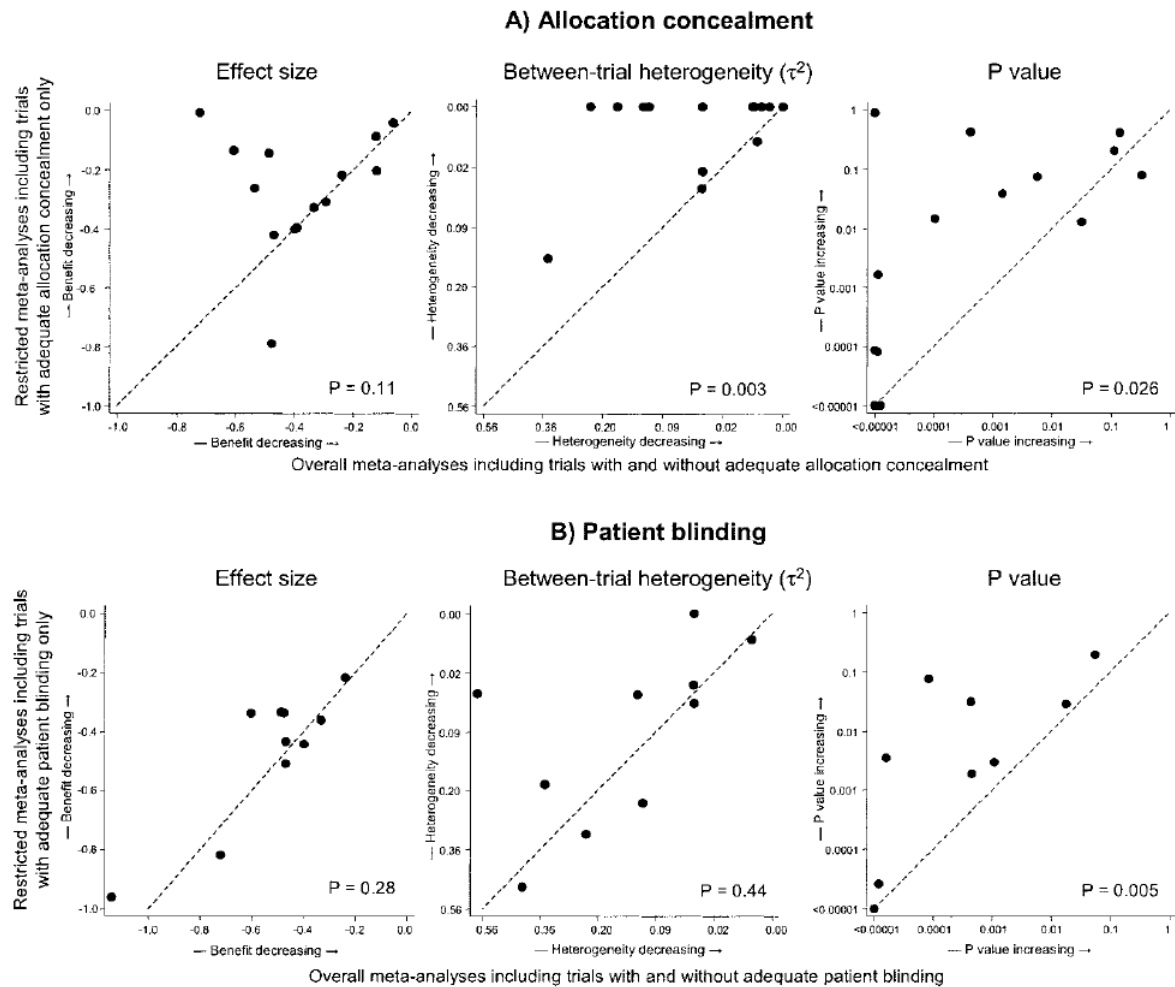 A) Allocation concealment
Restricted meta-analyses including trials
with adequate allocation concealment only
Effect size
— Benefit decreasing →
0.0
-0.2
-0.4
-0.6
-0.8
-1.0
P = 0.11
-1.0
-0.8
-0.6
-0.4
-0.2
0.0
— Benefit decreasing →
Between-trial heterogeneity (τ²)
— Heterogeneity decreasing →
0.00
0.02
0.09
0.20
0.36
0.56
P = 0.003
0.56
0.36
0.20
0.09
0.02
0.00
— Heterogeneity decreasing →
P value
— P value increasing →
1
0.1
0.01
0.001
0.0001
<0.00001
P = 0.026
<0.00001
0.0001
0.001
0.01
0.1
1
— P value increasing →
Overall meta-analyses including trials with and without adequate allocation concealment
B) Patient blinding
Restricted meta-analyses including trials
with adequate patient blinding only
Effect size
— Benefit decreasing →
0.0
-0.2
-0.4
-0.6
-0.8
-1.0
P = 0.28
-1.0
-0.8
-0.6
-0.4
-0.2
0.0
— Benefit decreasing →
Between-trial heterogeneity (τ²)
— Heterogeneity decreasing →
0.00
0.02
0.09
0.20
0.36
0.56
P = 0.44
0.56
0.36
0.20
0.09
0.02
0.00
— Heterogeneity decreasing →
P value
— P value increasing →
1
0.1
0.01
0.001
0.0001
<0.00001
P = 0.005
<0.00001
0.0001
0.001
0.01
0.1
1
— P value increasing →
Overall meta-analyses including trials with and without adequate patient blinding